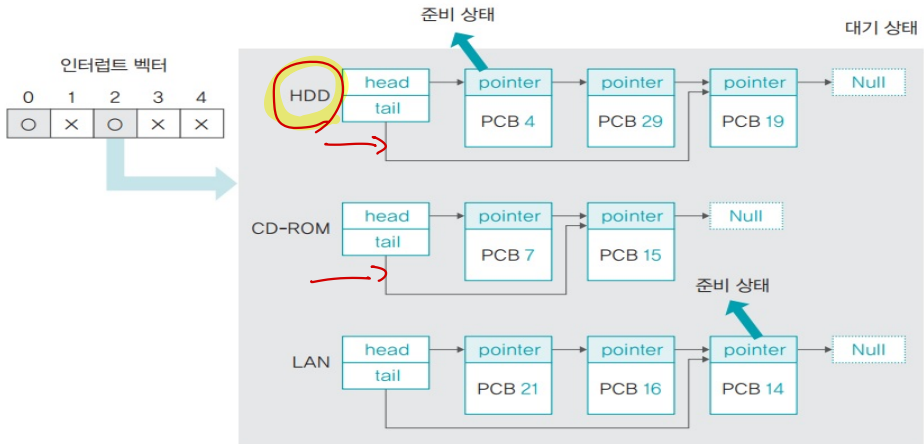 준비 상태
대기 상태
인터럽트 벡터
0 1 2 3 4
○ × ○ × ×
HDD
head
tail
pointer
PCB 4
pointer
PCB 29
pointer
PCB 19
Null
CD-ROM
head
tail
pointer
PCB 7
pointer
PCB 15
Null
준비 상태
LAN
head
tail
pointer
PCB 21
pointer
PCB 16
pointer
PCB 14
Null